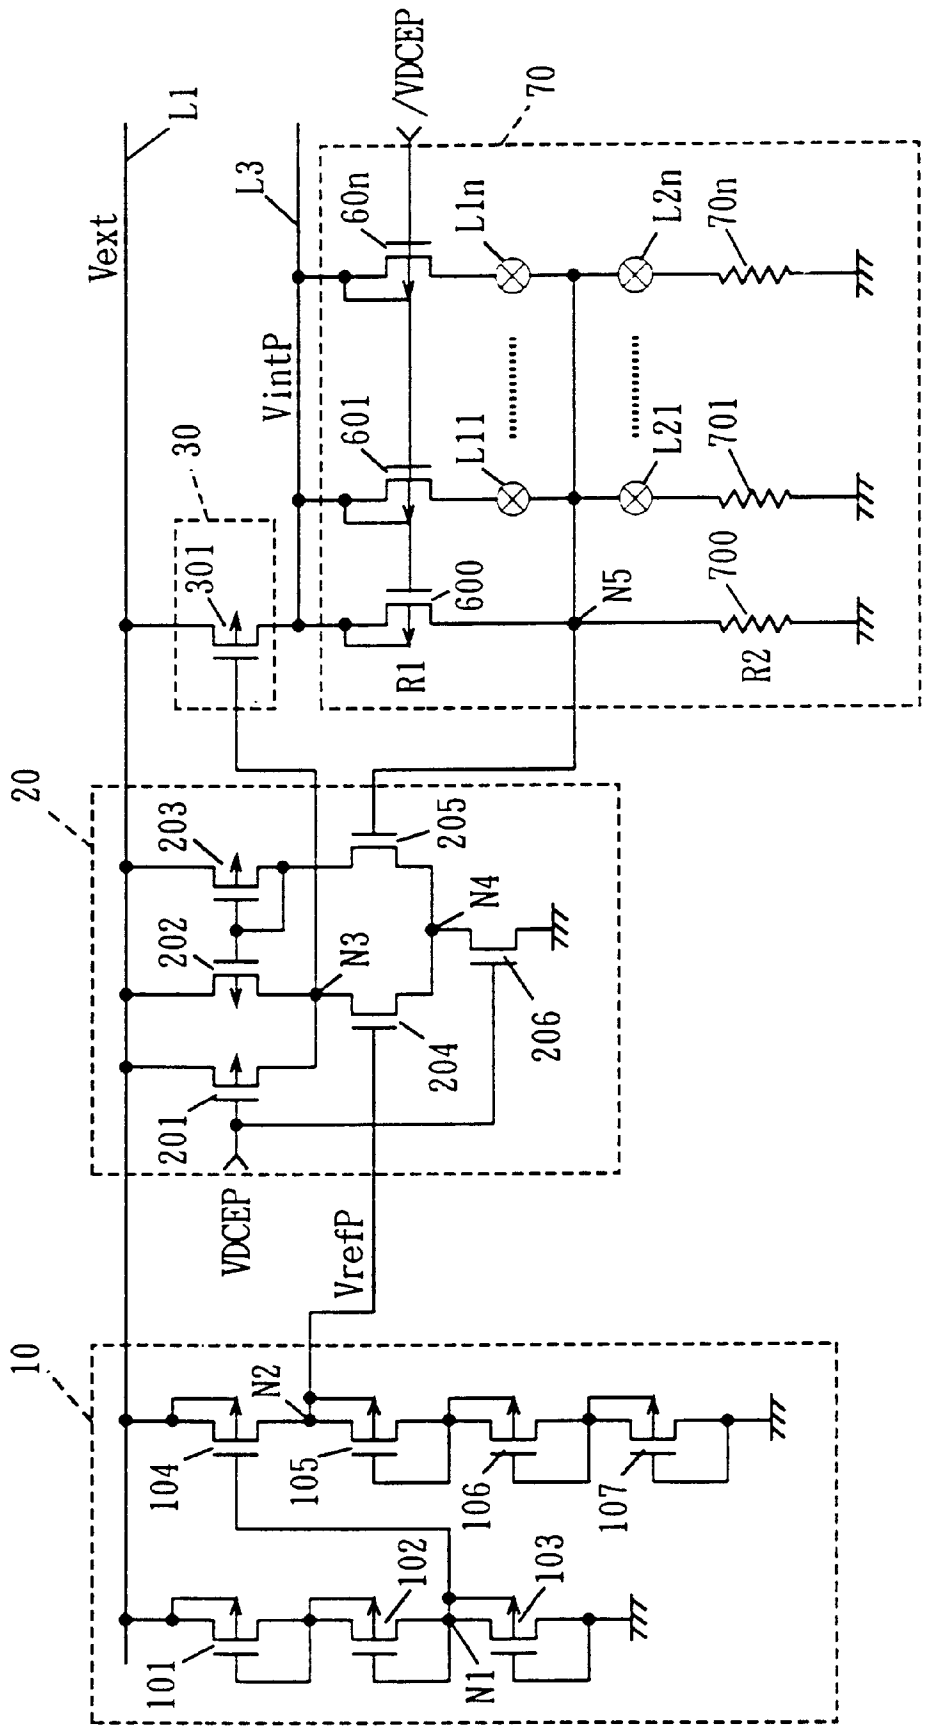 10
101
102
103
N1
104
N2
105
106
107
VrefP
20
VDCEP
201
202
203
N3
204
205
N4
206
Vext
L1
30
301
VintP
L3
/VDCEP
70
R1
600
601
60n
L11
L1n
N5
L21
L2n
R2
700
701
70n